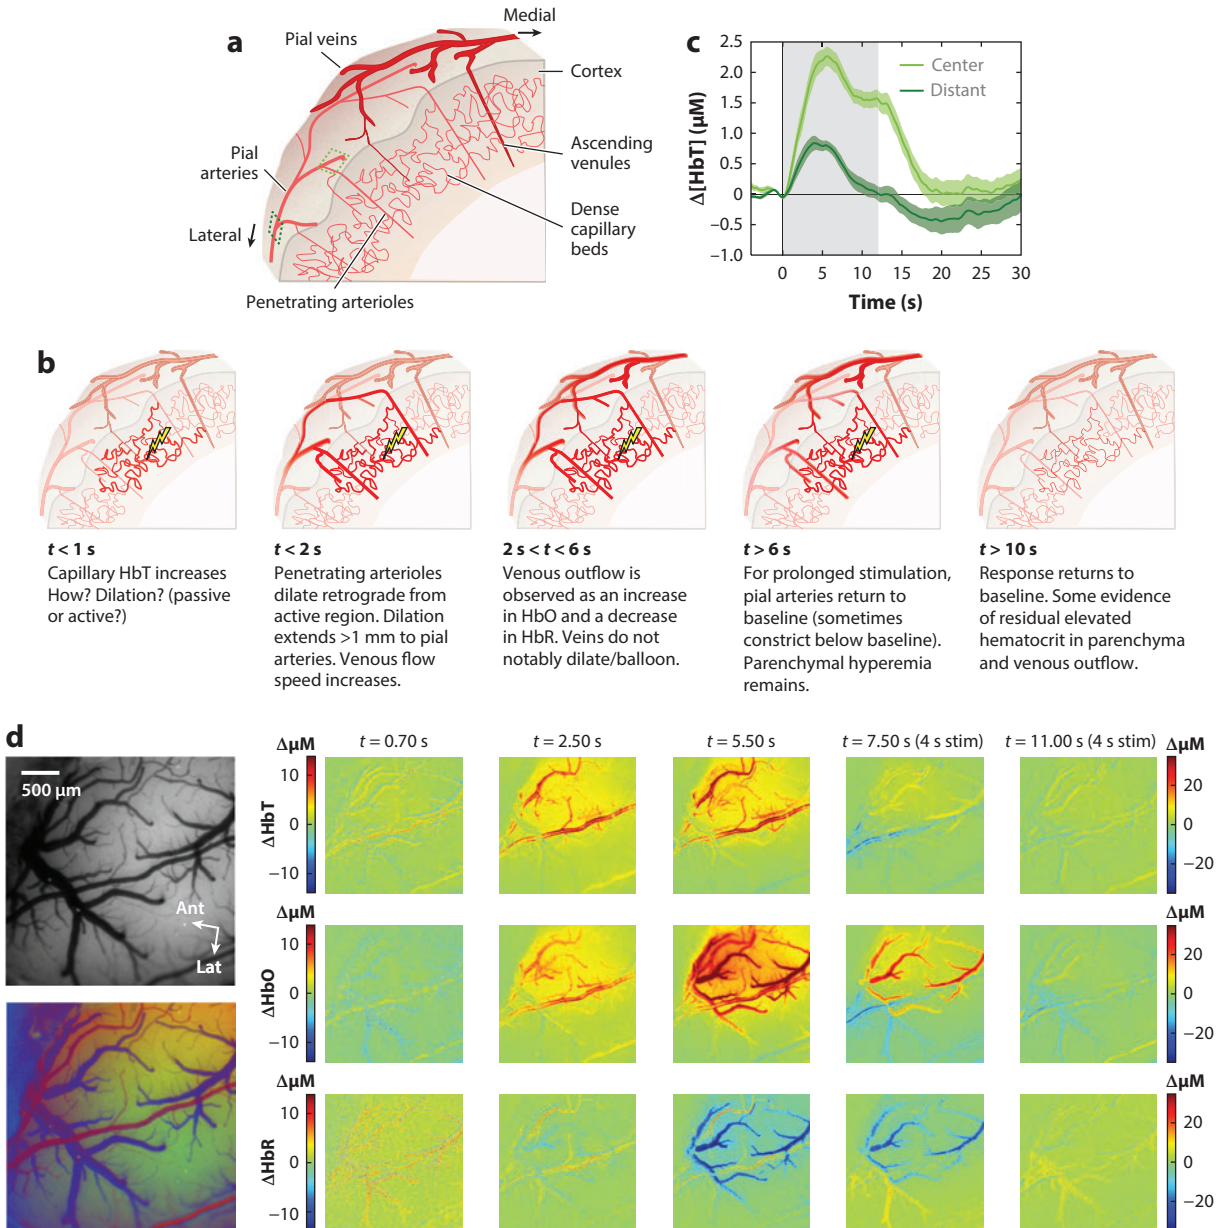 a
Medial
Pial veins
Cortex
Pial
arteries
Ascending
venules
Lateral
Dense
capillary
beds
Penetrating arterioles
c
Center
Distant
Δ[HbT] (μM)
2.5
2.0
1.5
1.0
0.5
0
−0.5
−1.0
0
5
10
15
20
25
30
Time (s)
b
t < 1 s
Capillary HbT increases
How? Dilation? (passive
or active?)
t < 2 s
Penetrating arterioles
dilate retrograde from
active region. Dilation
extends >1 mm to pial
arteries. Venous flow
speed increases.
2 s < t < 6 s
Venous outflow is
observed as an increase
in HbO and a decrease
in HbR. Veins do not
notably dilate/balloon.
t > 6 s
For prolonged stimulation,
pial arteries return to
baseline (sometimes
constrict below baseline).
Parenchymal hyperemia
remains.
t > 10 s
Response returns to
baseline. Some evidence
of residual elevated
hematocrit in parenchyma
and venous outflow.
d
500 μm
Ant
Lat
ΔμM
t = 0.70 s
t = 2.50 s
t = 5.50 s
t = 7.50 s (4 s stim)
t = 11.00 s (4 s stim)
ΔμM
ΔHbT
10
0
−10
20
0
−20
ΔμM
ΔμM
ΔHbO
10
0
−10
20
0
−20
ΔμM
ΔμM
ΔHbR
10
0
−10
20
0
−20